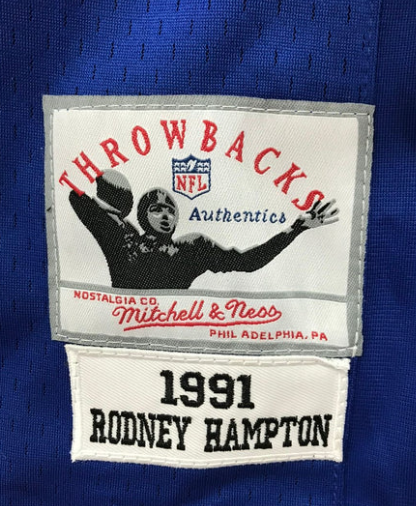 THROWBACKS
NFL
Authentics
NOSTALGIA CO.
Mitchell & Ness
PHILADELPHIA, PA
1991
RODNEY HAMPTON